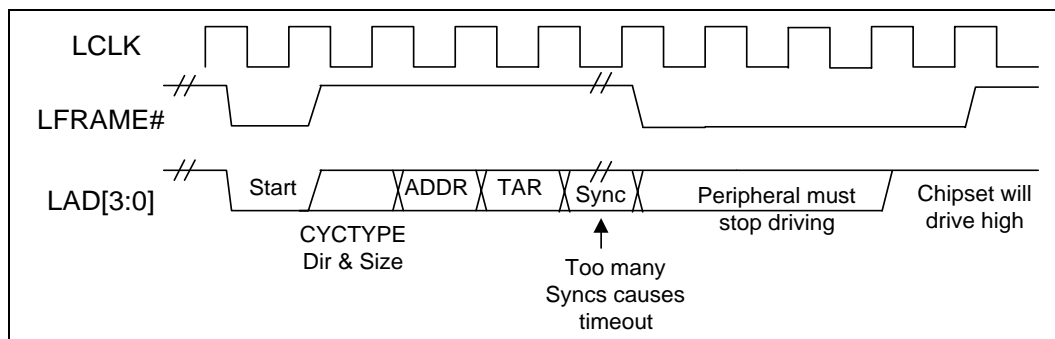 LCLK
LFRAME#
LAD[3:0]
Start
ADDR
TAR
Sync
Peripheral must
stop driving
Chipset will
drive high
CYCTYPE
Dir & Size
Too many
Syncs causes
timeout